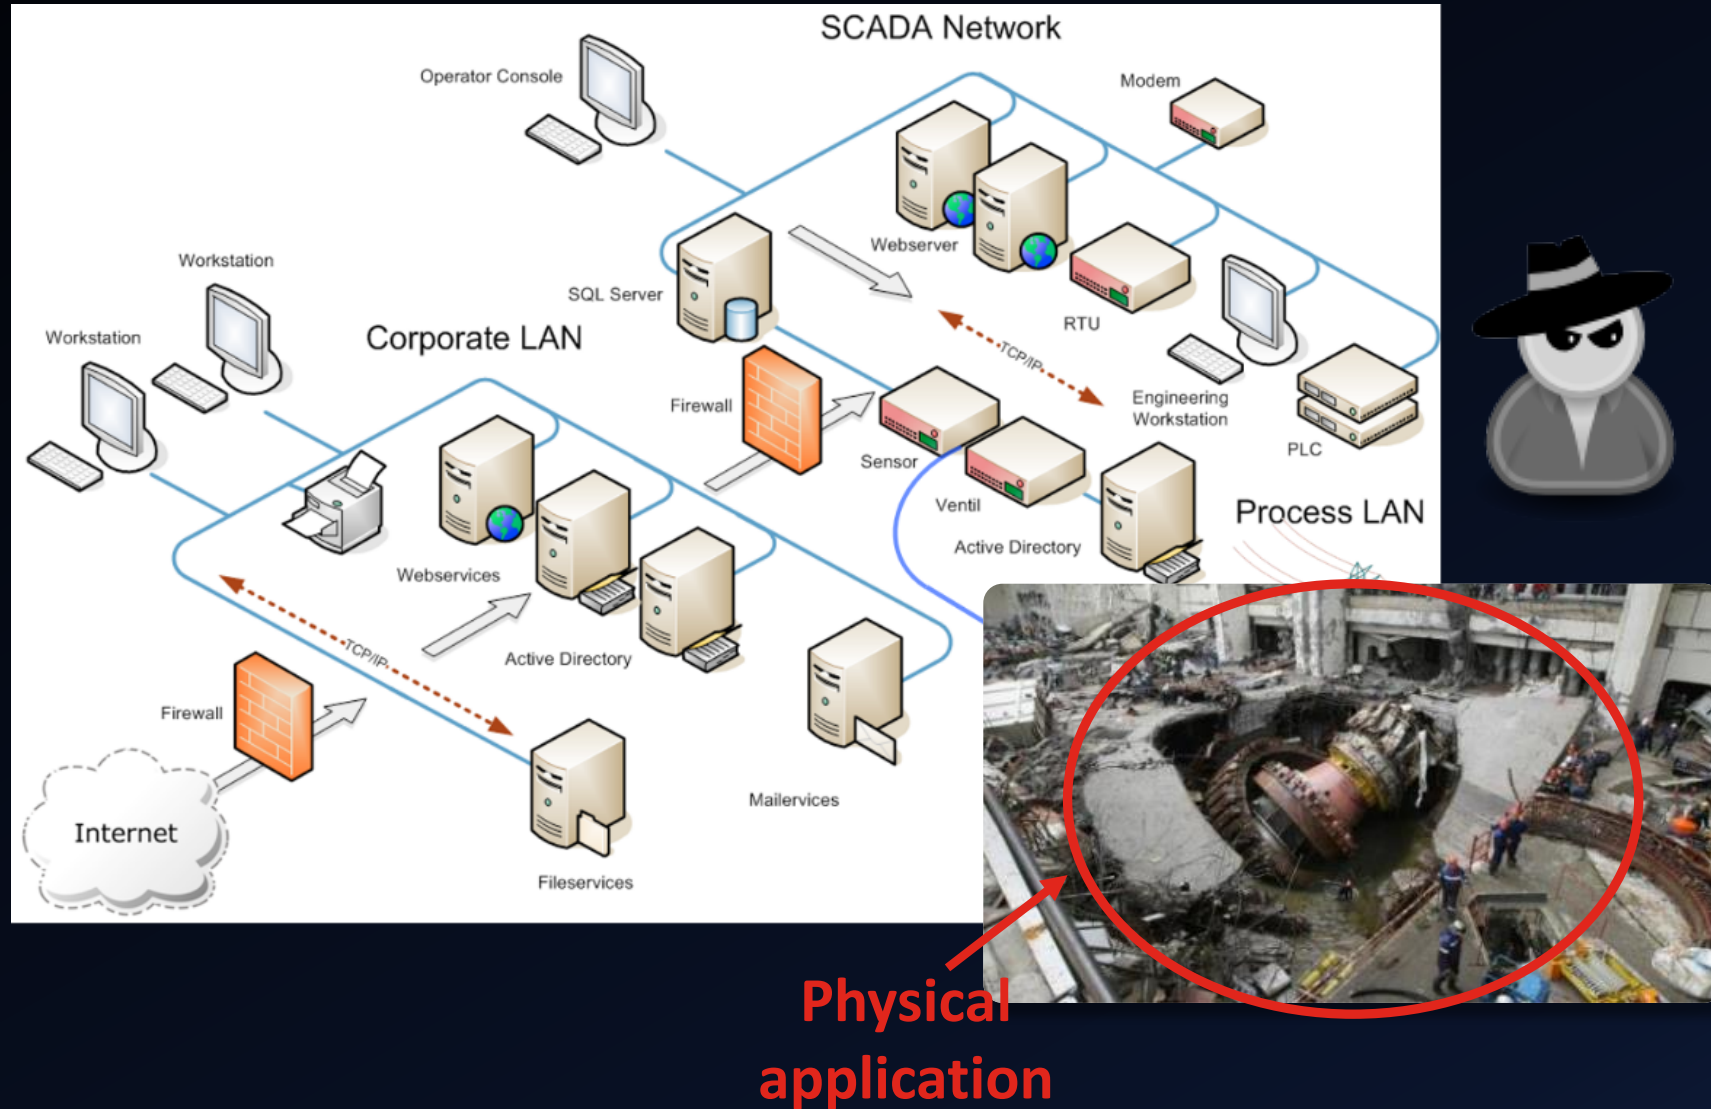 SCADA Network
Operator Console
Modem
Webserver
Workstation
SQL Server
RTU
Workstation
Corporate LAN
TCP/IP
Firewall
Engineering
Workstation
PLC
Sensor
Ventil
Process LAN
Active Directory
Webservices
TCP/IP
Active Directory
Firewall
Mailervices
Internet
Fileservices
Physical
application